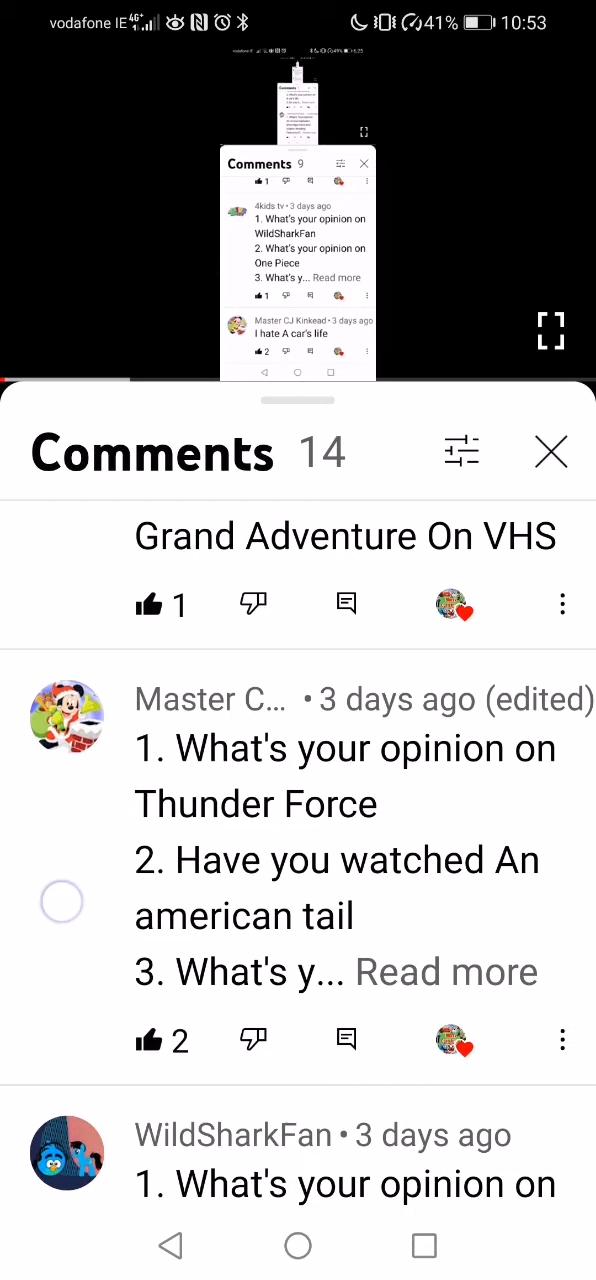 vodafone IE 4G+ 41% 10:53
Comments 9
1
4kids tv • 3 days ago
1. What's your opinion on
WildSharkFan
2. What's your opinion on
One Piece
3. What's y... Read more
1
Master CJ Kinkead • 3 days ago
I hate A car's life
2
Comments 14
Grand Adventure On VHS
1
Master C... • 3 days ago (edited)
1. What's your opinion on
Thunder Force
2. Have you watched An
american tail
3. What's y... Read more
2
WildSharkFan • 3 days ago
1. What's your opinion on